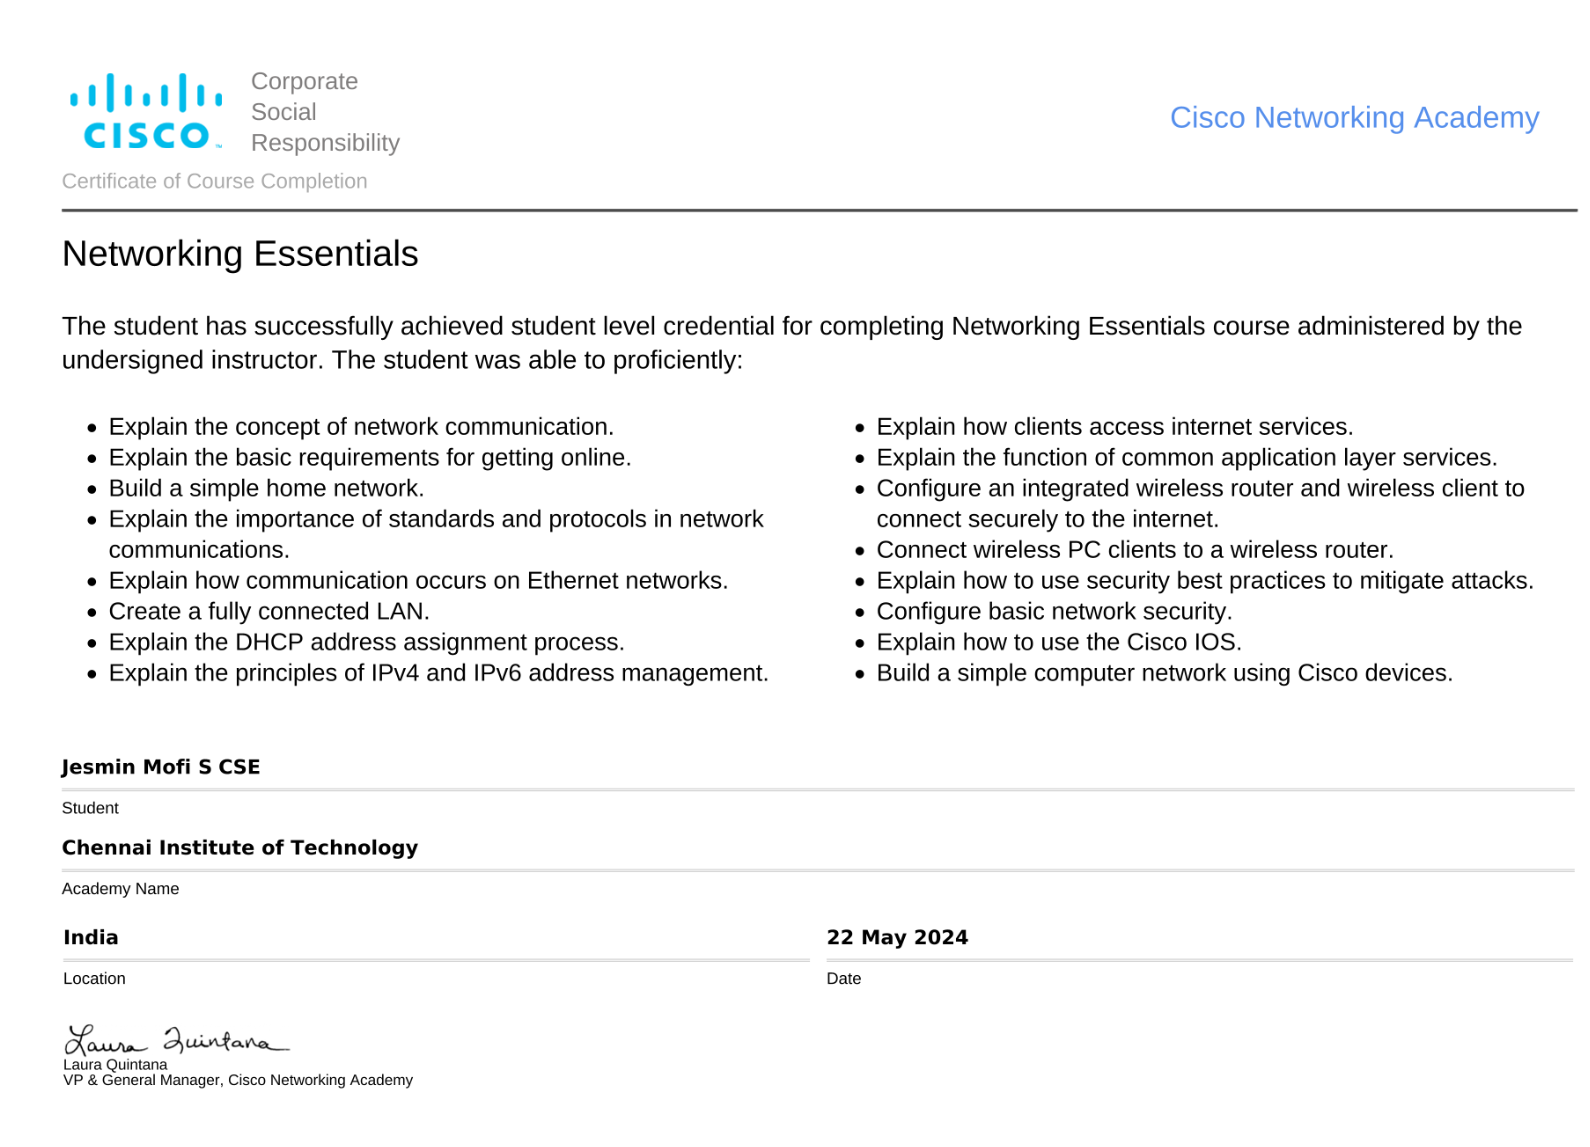 CISCO
Corporate
Social
Responsibility
Cisco Networking Academy
Certificate of Course Completion
Networking Essentials
The student has successfully achieved student level credential for completing Networking Essentials course administered by the
undersigned instructor. The student was able to proficiently:
• Explain the concept of network communication.
• Explain the basic requirements for getting online.
• Build a simple home network.
• Explain the importance of standards and protocols in network
communications.
• Explain how communication occurs on Ethernet networks.
• Create a fully connected LAN.
• Explain the DHCP address assignment process.
• Explain the principles of IPv4 and IPv6 address management.
• Explain how clients access internet services.
• Explain the function of common application layer services.
• Configure an integrated wireless router and wireless client to
connect securely to the internet.
• Connect wireless PC clients to a wireless router.
• Explain how to use security best practices to mitigate attacks.
• Configure basic network security.
• Explain how to use the Cisco IOS.
• Build a simple computer network using Cisco devices.
Jesmin Mofi S CSE
Student
Chennai Institute of Technology
Academy Name
India
Location
22 May 2024
Date
Laura Quintana
Laura Quintana
VP & General Manager, Cisco Networking Academy